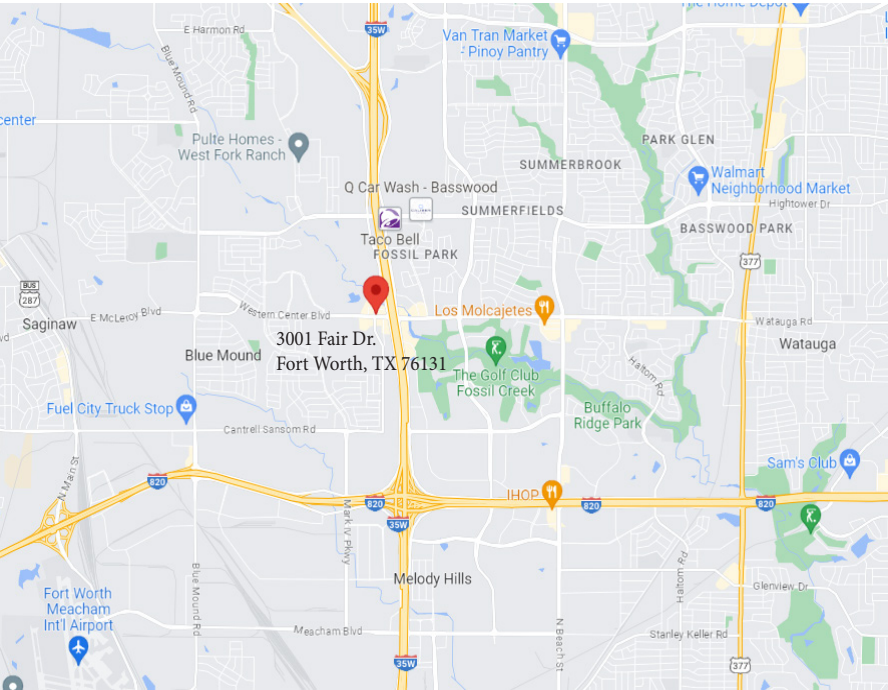 The Home Depot
35W
E Harmon Rd
Van Tran Market
- Pinoy Pantry
Blue Mound Rd
center
Pulte Homes -
West Fork Ranch
PARK GLEN
SUMMERBROOK
Walmart
Neighborhood Market
Q Car Wash - Basswood
Hightower Dr
SUMMERFIELDS
BASSWOOD PARK
Taco Bell
FOSSIL PARK
377
BUS
287
Western Center Blvd
E McLeroy Blvd
Los Molcajetes
Saginaw
Watauga Rd
3001 Fair Dr.
Fort Worth, TX 76131
Blue Mound
Watauga
The Golf Club
Fossil Creek
Haltom Rd
Fuel City Truck Stop
Buffalo
Ridge Park
Cantrell Sansom Rd
Sam's Club
N Main St
820
IHOP
820
820
820
Mark IV Pkwy
35W
Melody Hills
Haltom Rd
Blue Mound Rd
Glenview Dr
Fort Worth
Meacham
Int'l Airport
Meacham Blvd
N Beach St
Stanley Keller Rd
35W
377